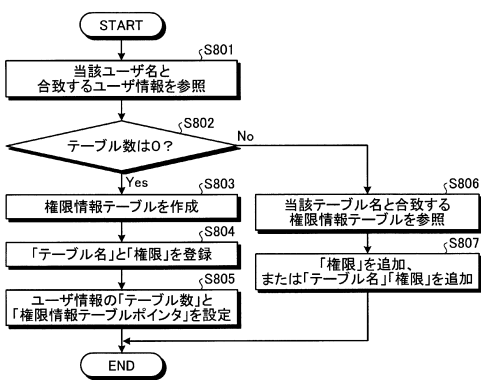 START
S801
当該ユーザ名と
合致するユーザ情報を参照
S802
テーブル数は0？
No
Yes
S803
権限情報テーブルを作成
S804
「テーブル名」と「権限」を登録
S805
ユーザ情報の「テーブル数」と
「権限情報テーブルポインタ」を設定
S806
当該テーブル名と合致する
権限情報テーブルを参照
S807
「権限」を追加、
または「テーブル名」「権限」を追加
END